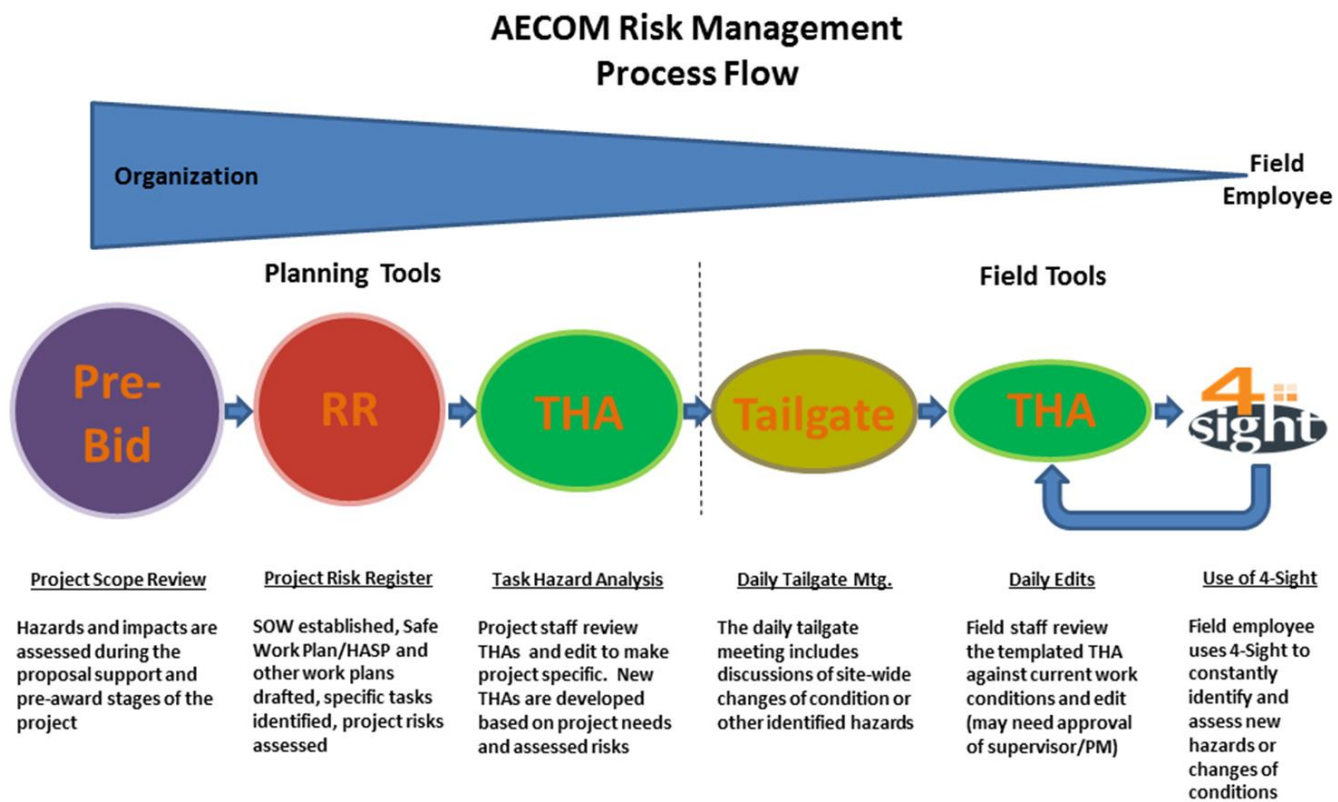 AECOM Risk Management
Process Flow
Organization
Field
Employee
Planning Tools
Field Tools
Pre-
Bid
RR
THA
Tailgate
THA
4
sight
Project Scope Review
Hazards and impacts are
assessed during the
proposal support and
pre-award stages of the
project
Project Risk Register
SOW established, Safe
Work Plan/HASP and
other work plans
drafted, specific tasks
identified, project risks
assessed
Task Hazard Analysis
Project staff review
THAs and edit to make
project specific. New
THAs are developed
based on project needs
and assessed risks
Daily Tailgate Mtg.
The daily tailgate
meeting includes
discussions of site-wide
changes of condition or
other identified hazards
Daily Edits
Field staff review
the templated THA
against current work
conditions and edit
(may need approval
of supervisor/PM)
Use of 4-Sight
Field employee
uses 4-Sight to
constantly
identify and
assess new
hazards or
changes of
conditions